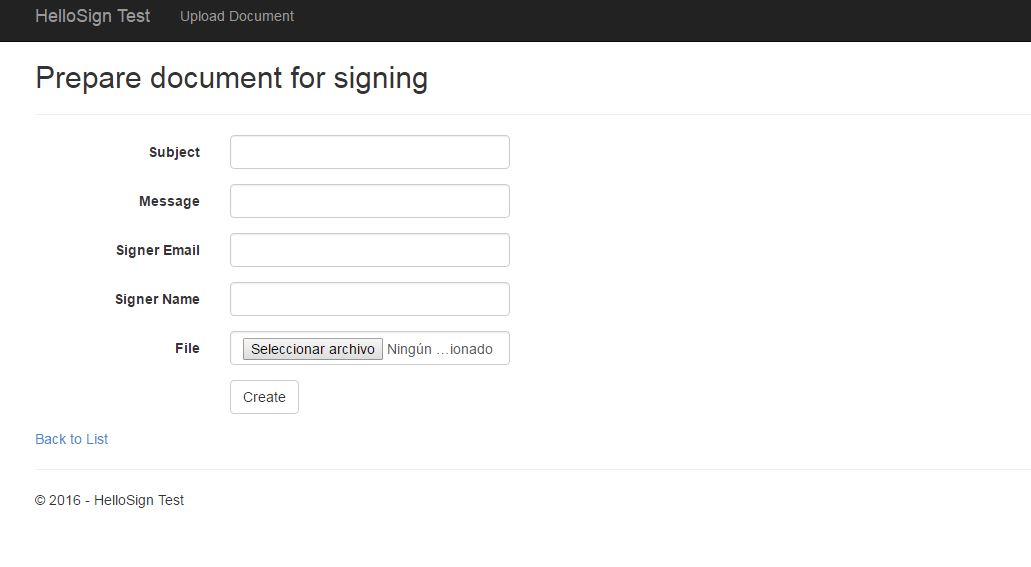 HelloSign Test Upload Document
Prepare document for signing
Subject
Message
Signer Email
Signer Name
File Seleccionar archivo Ningún …ionado
Create
Back to List
© 2016 - HelloSign Test